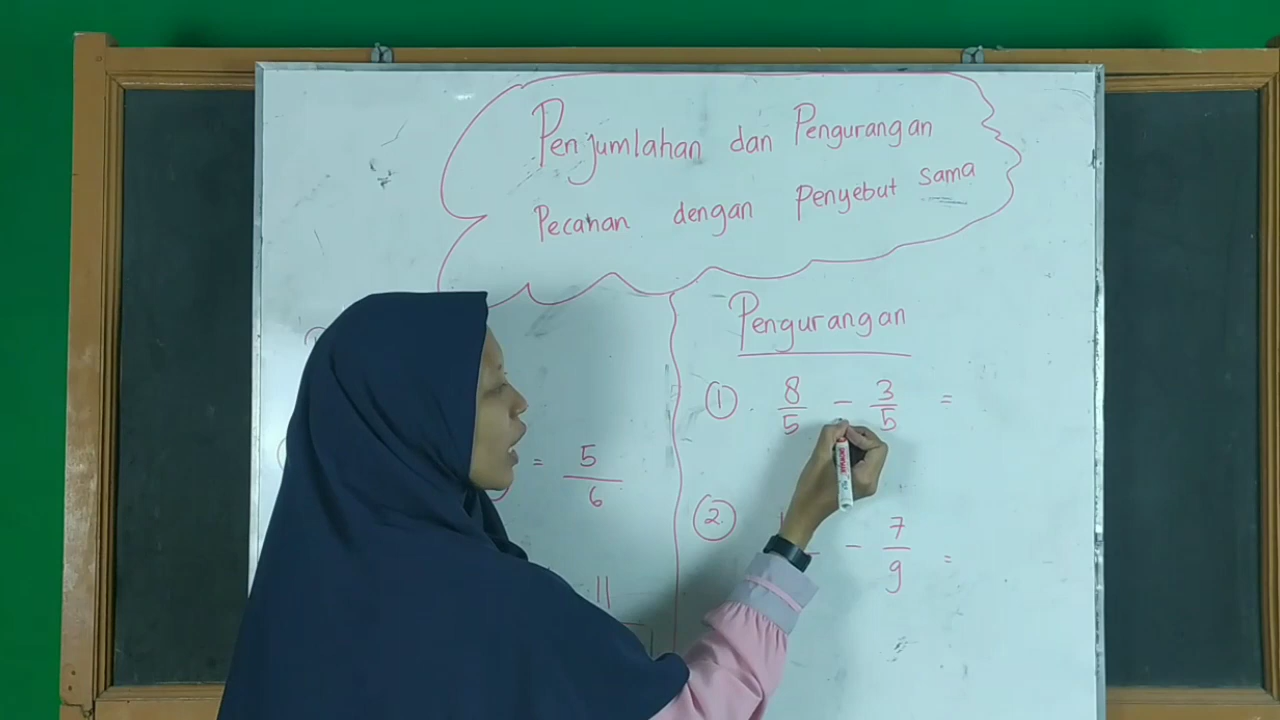 Penjumlahan dan Pengurangan
Pecahan dengan Penyebut sama
= 5/6
11
Pengurangan
1. 8/5 - 3/5 =
2. - 7/9 =